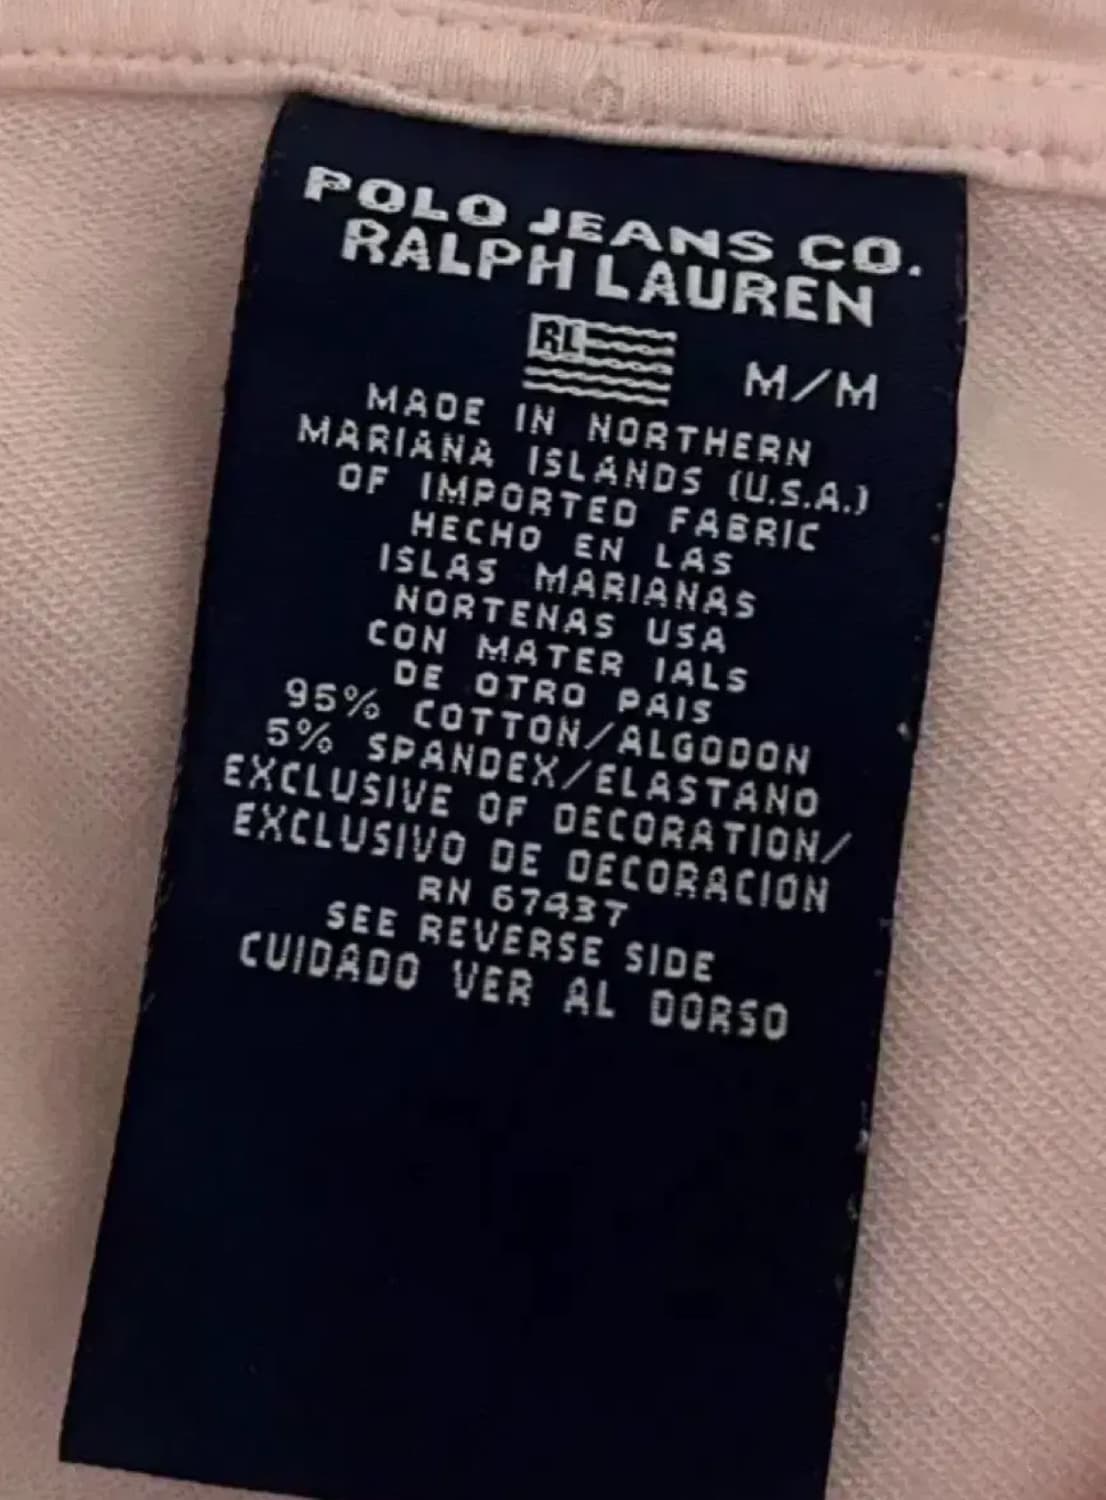 POLO JEANS CO.
RALPH LAUREN
RL
M/M
MADE IN NORTHERN
MARIANA ISLANDS (U.S.A.)
OF IMPORTED FABRIC
HECHO EN LAS
ISLAS MARIANAS
NORTENAS USA
CON MATER IALS
DE OTRO PAIS
95% COTTON/ALGODON
5% SPANDEX/ELASTANO
EXCLUSIVE OF DECORATION/
EXCLUSIVO DE DECORACION
RN 67437
SEE REVERSE SIDE
CUIDADO VER AL DORSO